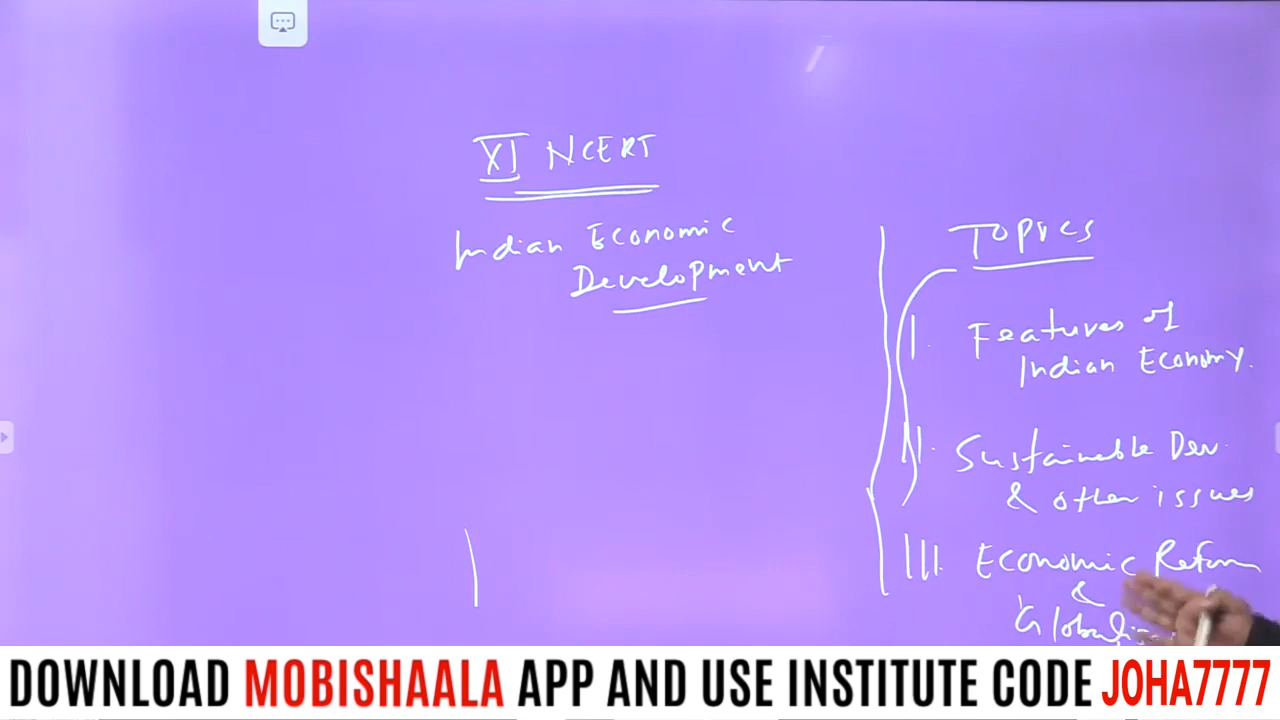 XI NCERT
Indian Economic
Development
Topics
I. Features of
Indian Economy.
II. Sustainable Dev.
& other issues
III. Economic Reform
&
DOWNLOAD MOBISHAALA APP AND USE INSTITUTE CODE JOHA7777